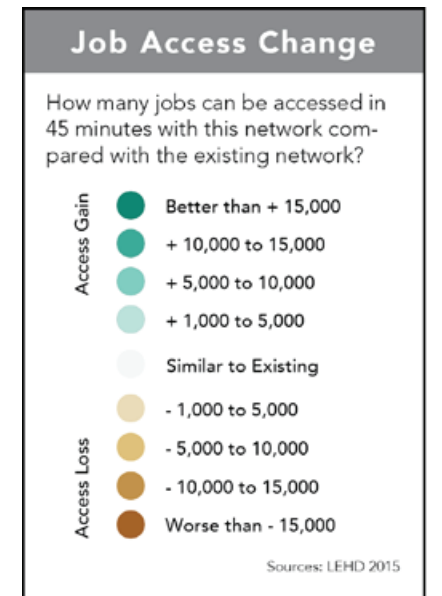 Job Access Change
How many jobs can be accessed in
45 minutes with this network com-
pared with the existing network?
Access Gain
Better than + 15,000
+ 10,000 to 15,000
+ 5,000 to 10,000
+ 1,000 to 5,000
Similar to Existing
- 1,000 to 5,000
Access Loss
- 5,000 to 10,000
- 10,000 to 15,000
Worse than - 15,000
Sources: LEHD 2015